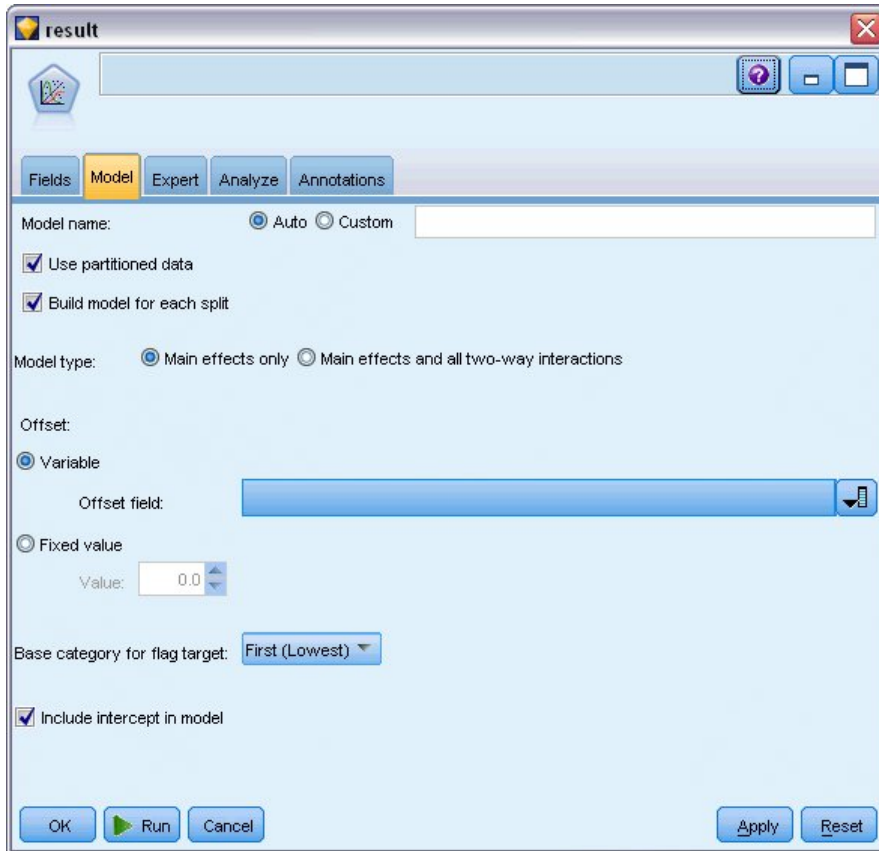 result
Fields Model Expert Analyze Annotations
Model name: Auto Custom
Use partitioned data
Build model for each split
Model type: Main effects only Main effects and all two-way interactions
Offset:
Variable
Offset field:
Fixed value
Value: 0.0
Base category for flag target: First (Lowest)
Include intercept in model
OK Run Cancel Apply Reset